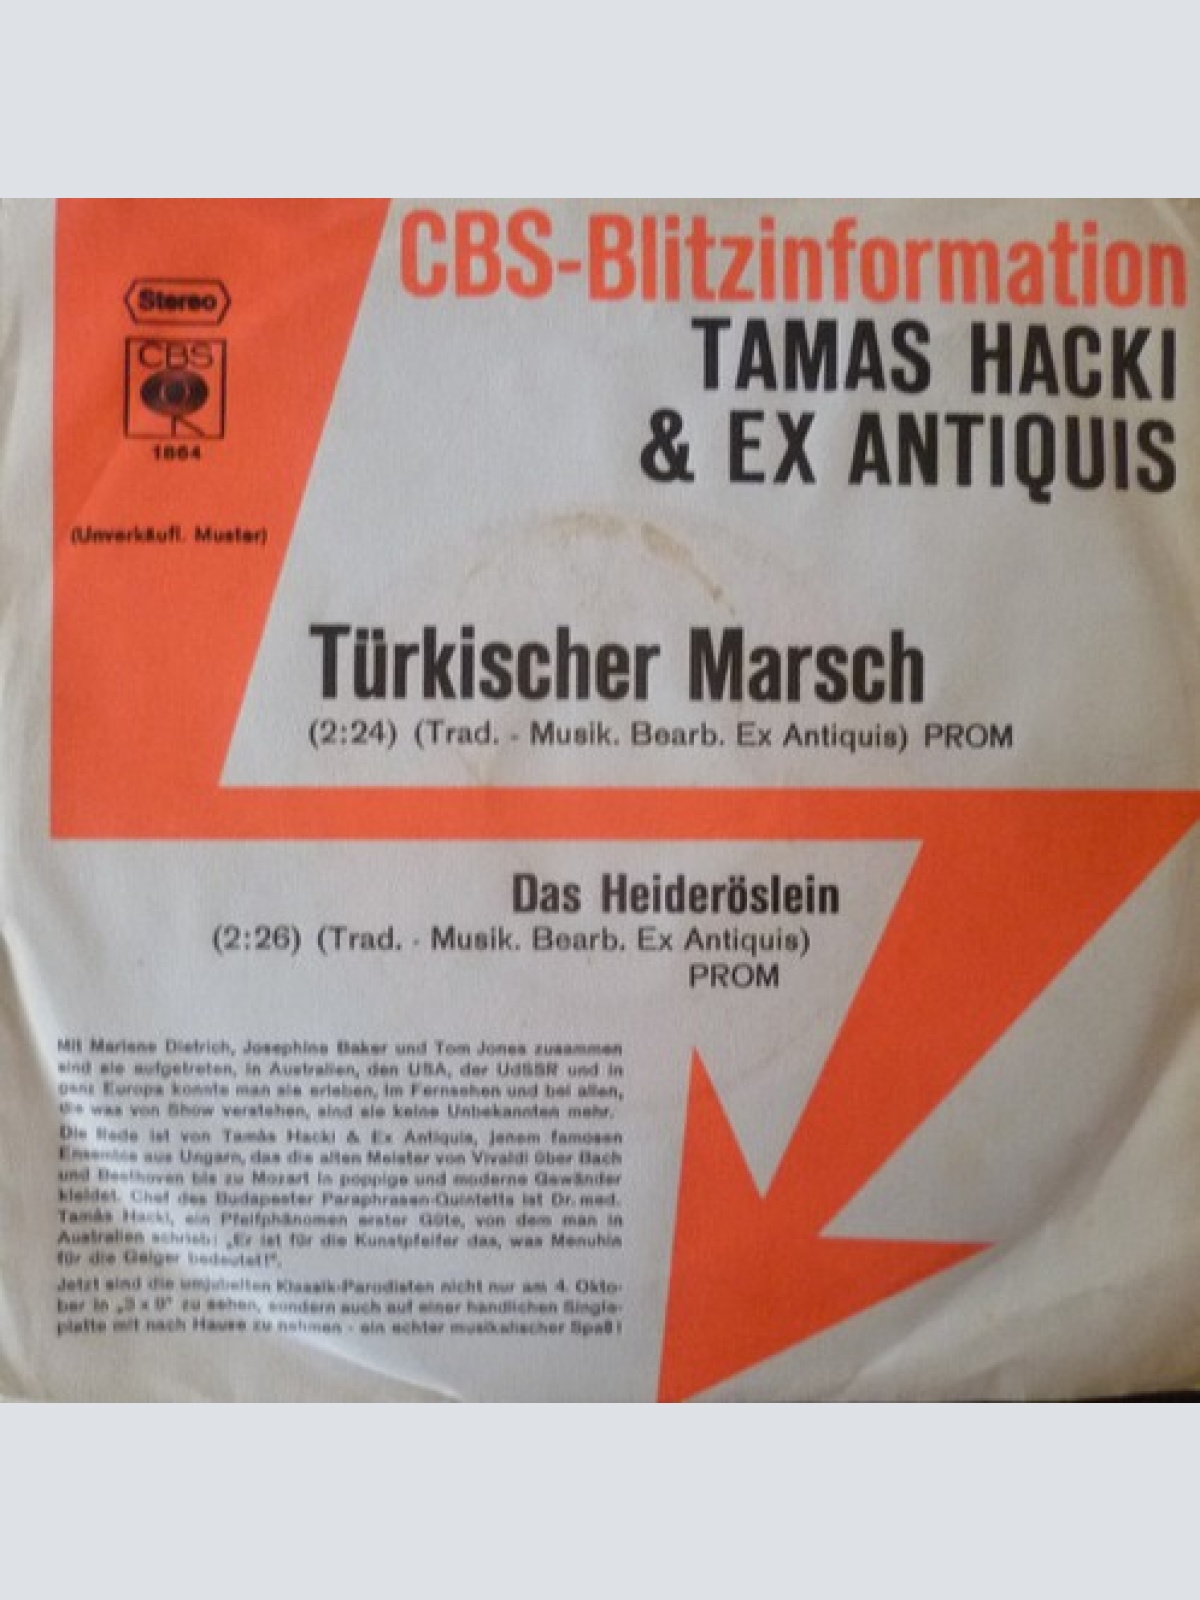 CBS-Blitzinformation
TAMAS HACKI
& EX ANTIQUIS
Stereo
CBS
1664
(Unverkäufl. Muster)
Türkischer Marsch
(2:24) (Trad. - Musik. Bearb. Ex Antiquis) PROM
Das Heideröslein
(2:26) (Trad. - Musik. Bearb. Ex Antiquis)
PROM
Mit Marlene Dietrich, Josephine Baker und Tom Jones zusammen
sind sie aufgetreten, in Australien, den USA, der UdSSR und in
ganz Europa konnte man sie erleben, im Fernsehen und bei allen,
die was von Show verstehen, sind sie keine Unbekannten mehr.
Die Rede ist von Tamás Hacki & Ex Antiquis, jenem famosen
Ensemble aus Ungarn, das die alten Meister von Vivaldi über Bach
und Beethoven bis zu Mozart in poppige und moderne Gewänder
kleidet. Chef des Budapester Paraphrasen-Quintetts ist Dr. med.
Tamás Hacki, ein Pfeifphänomen erster Güte, von dem man in
Australien schrieb: „Er ist für die Kunstpfeifer das, was Menuhin
für die Geiger bedeutet!“.
Jetzt sind die umjubelten Klassik-Parodisten nicht nur am 4. Okto-
ber in „3 x 9“ zu sehen, sondern auch auf einer handlichen Single-
platte mit nach Hause zu nehmen - ein echter musikalischer Spaß!